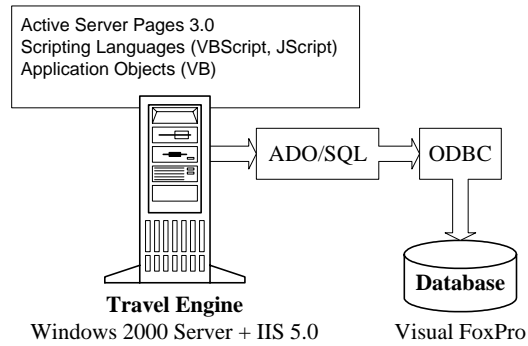 Active Server Pages 3.0
Scripting Languages (VBScript, JScript)
Application Objects (VB)
ADO/SQL
ODBC
Database
Travel Engine
Windows 2000 Server + IIS 5.0
Visual FoxPro